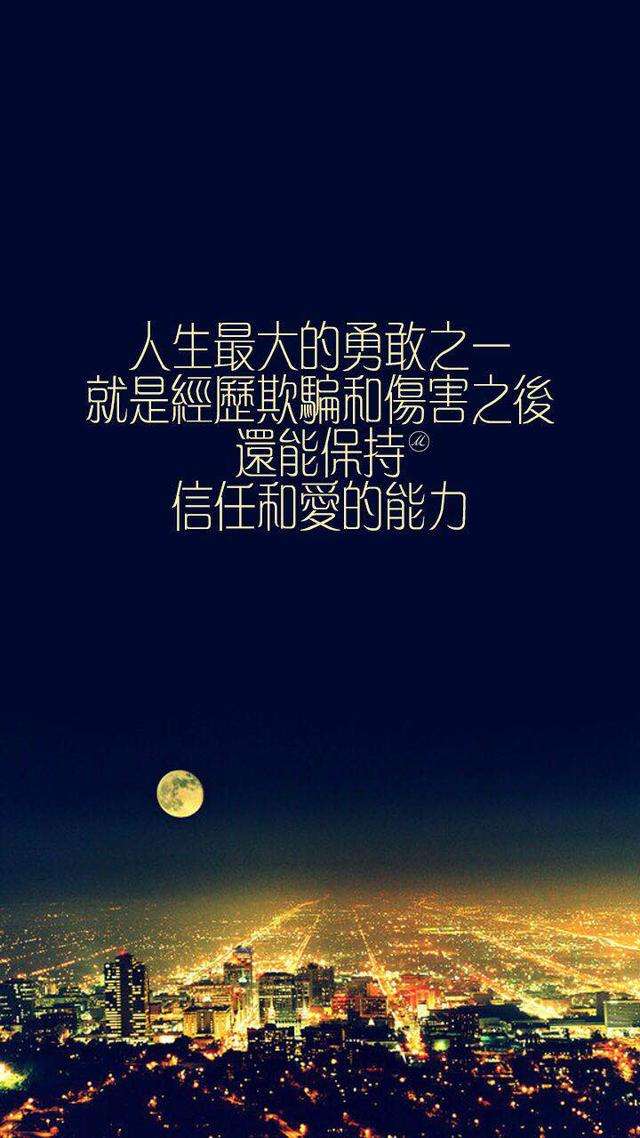 人生最大的勇敢之一
就是經歷欺騙和傷害之後
還能保持
信任和愛的能力